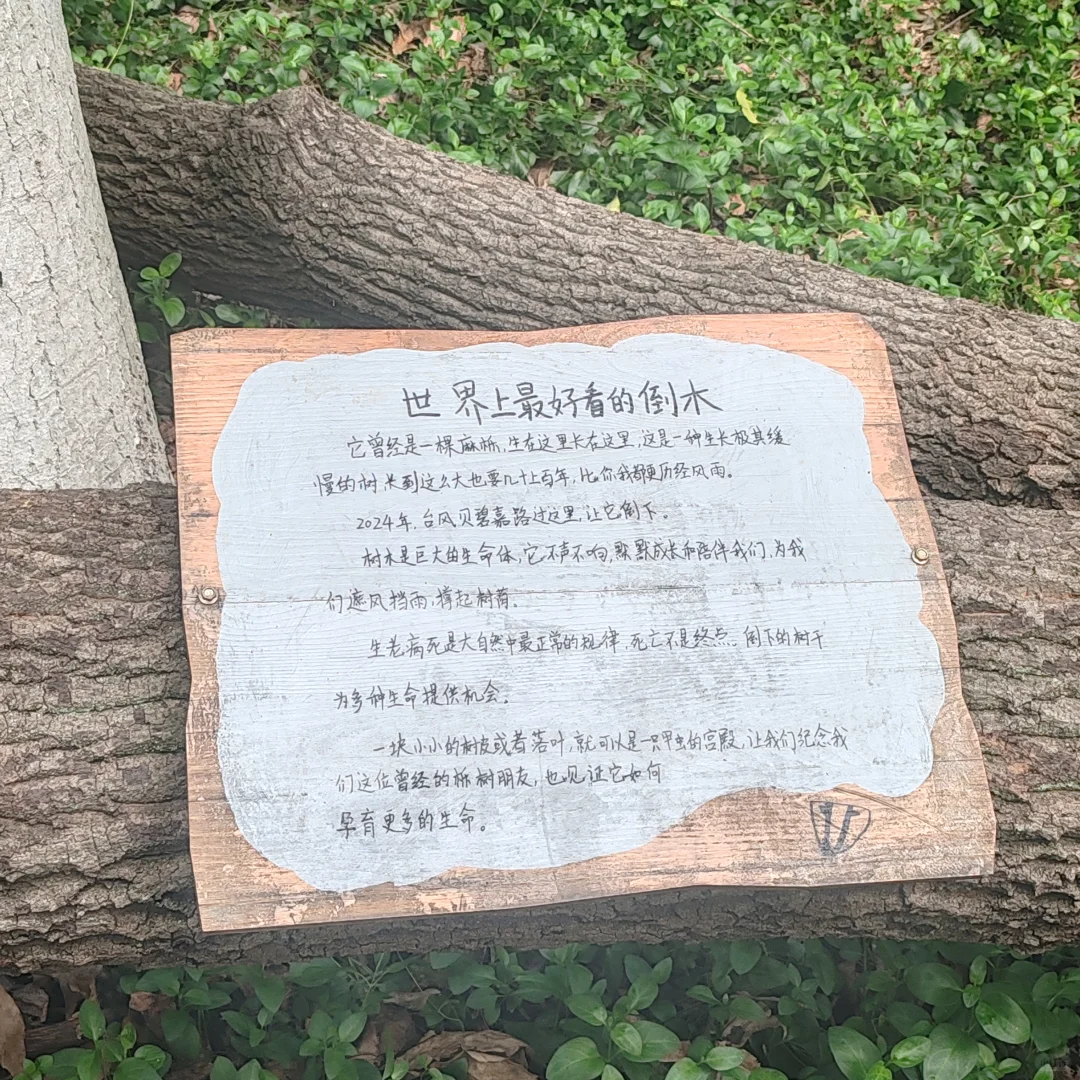 世界上最好看的倒木
它曾经是一棵麻栎,生在这里长在这里,这是一种生长极其缓
慢的树,长到这么大也要几十上百年,比你我都更历经风雨。
2024年,台风贝碧嘉路过这里,让它倒下。
树木是巨大的生命体,它不声不响,默默成长和陪伴我们,为我
们遮风挡雨,撑起树荫。
生老病死是大自然中最正常的规律,死亡不是终点。倒下的树干
为多种生命提供机会。
一块小小的树皮或者落叶,就可以是一只甲虫的宫殿,让我们纪念我
们这位曾经的栎树朋友,也见证它如何
孕育更多的生命。